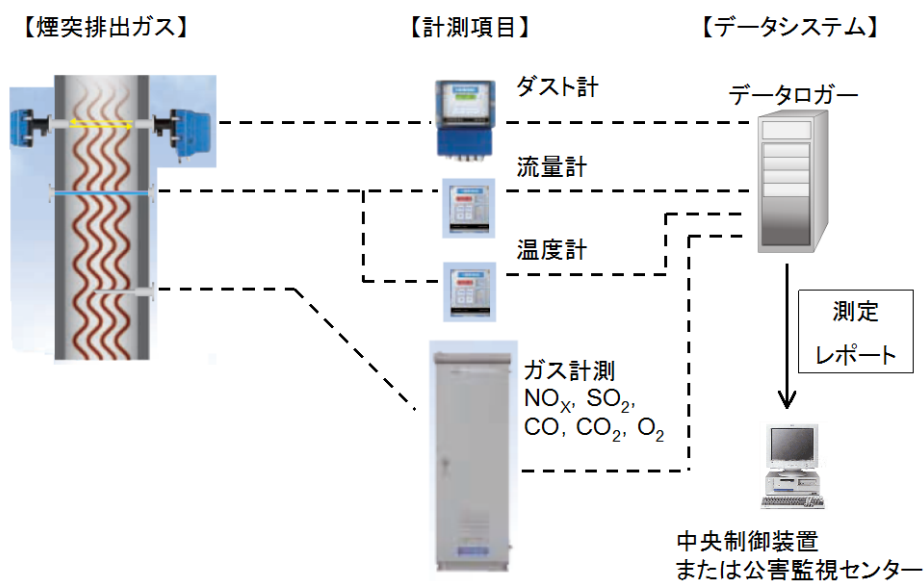 【煙突排出ガス】
【計測項目】
【データシステム】
ダスト計
データロガー
流量計
温度計
測定
レポート
ガス計測
NOX, SO2,
CO, CO2, O2
中央制御装置
または公害監視センター